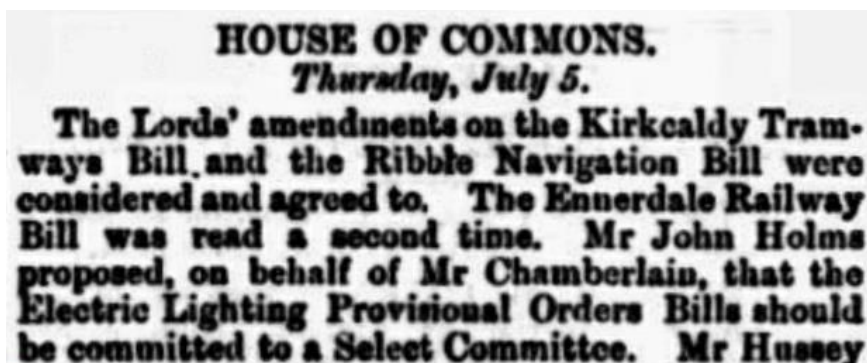 HOUSE OF COMMONS.
Thursday, July 5.
The Lords' amendments on the Kirkcaldy Tram-
ways Bill and the Ribble Navigation Bill were
considered and agreed to. The Ennerdale Railway
Bill was read a second time. Mr John Holms
proposed, on behalf of Mr Chamberlain, that the
Electric Lighting Provisional Orders Bills should
be committed to a Select Committee. Mr Hussey